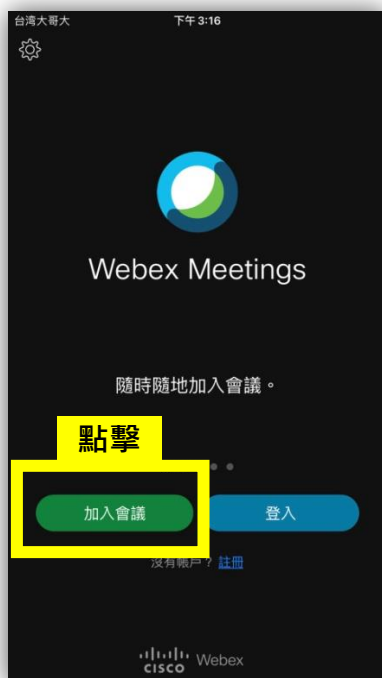 台湾大哥大 下午3:16
Webex Meetings
隨時隨地加入會議。
點擊
加入會議 登入
沒有帳戶？註冊
CISCO Webex